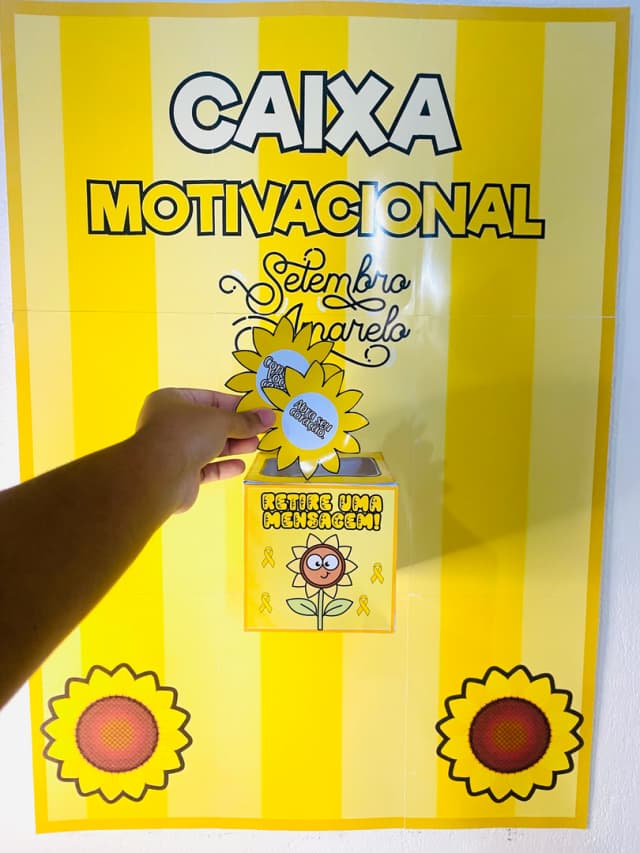 CAIXA
MOTIVACIONAL
Setembro
Amarelo
Abra seu
coração.
RETIRE UMA
MENSAGEM!